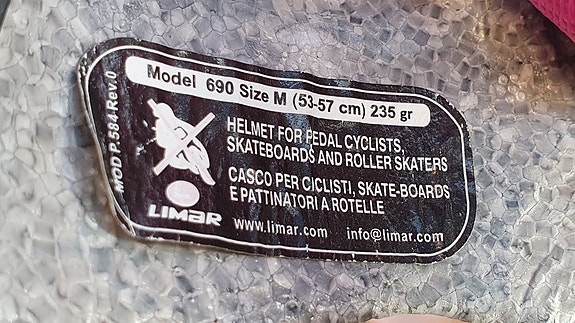 Model 690 Size M (53-57 cm) 235 gr
MOD P.584 Rev.0
HELMET FOR PEDAL CYCLISTS,
SKATEBOARDS AND ROLLER SKATERS
CASCO PER CICLISTI, SKATE-BOARDS
E PATTINATORI A ROTELLE
LIMAR
www.limar.com info@limar.com